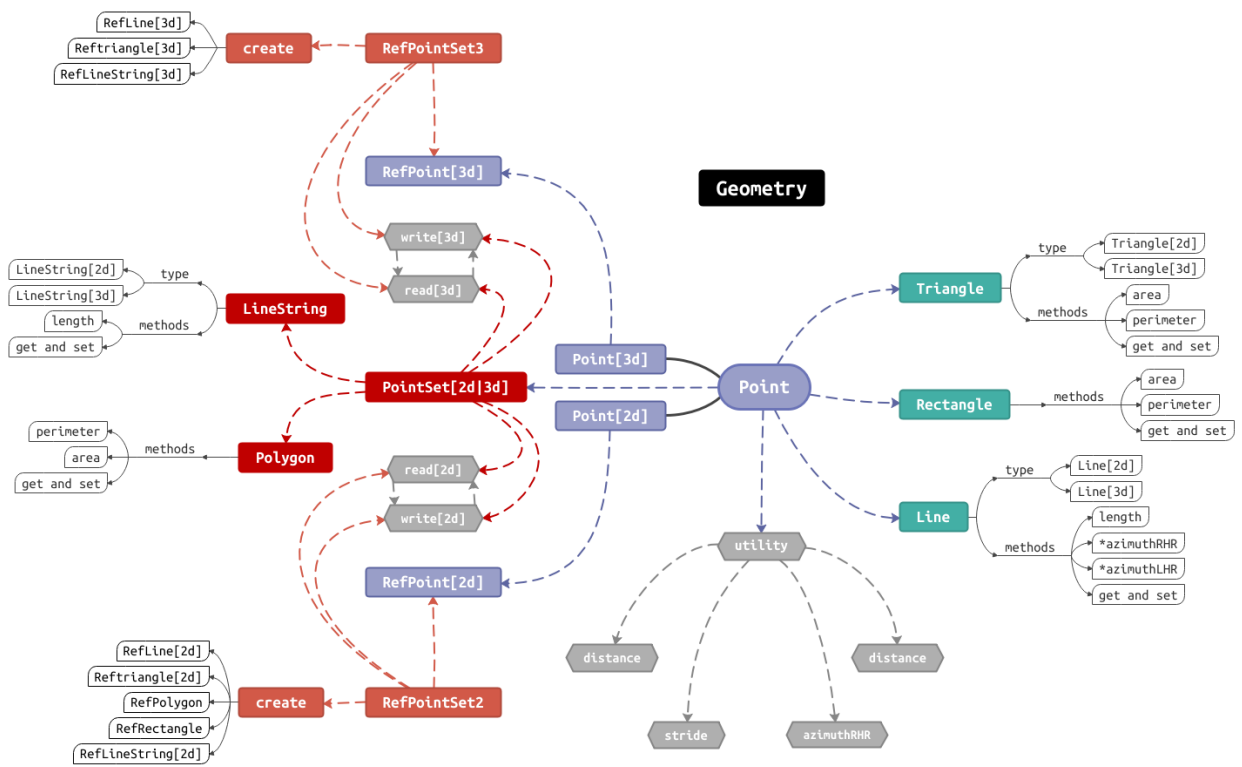 RefLine[3d]
Reftriangle[3d]
RefLineString[3d]
create
RefPointSet3
RefPoint[3d]
Geometry
write[3d]
read[3d]
LineString[2d]
LineString[3d]
type
length
get and set
methods
LineString
PointSet[2d|3d]
Point[3d]
Point[2d]
Point
perimeter
area
get and set
methods
Polygon
read[2d]
write[2d]
RefPoint[2d]
RefLine[2d]
Reftriangle[2d]
RefPolygon
RefRectangle
RefLineString[2d]
create
RefPointSet2
Triangle
type
Triangle[2d]
Triangle[3d]
methods
area
perimeter
get and set
Rectangle
methods
area
perimeter
get and set
Line
type
Line[2d]
Line[3d]
methods
length
*azimuthRHR
*azimuthLHR
get and set
utility
distance
distance
stride
azimuthRHR